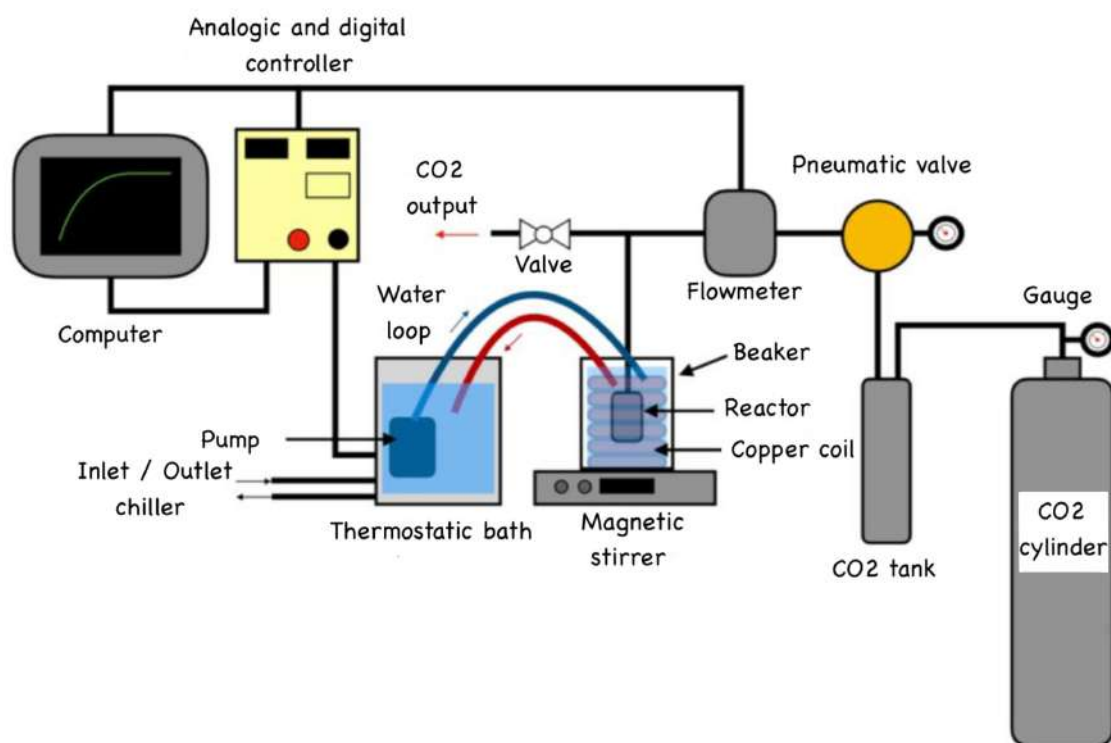 Analogic and digital
controller
Pneumatic valve
CO2
output
Valve
Flowmeter
Gauge
Computer
Water
loop
Beaker
Reactor
Copper coil
Pump
Inlet / Outlet
chiller
Thermostatic bath
Magnetic
stirrer
CO2 tank
CO2
cylinder